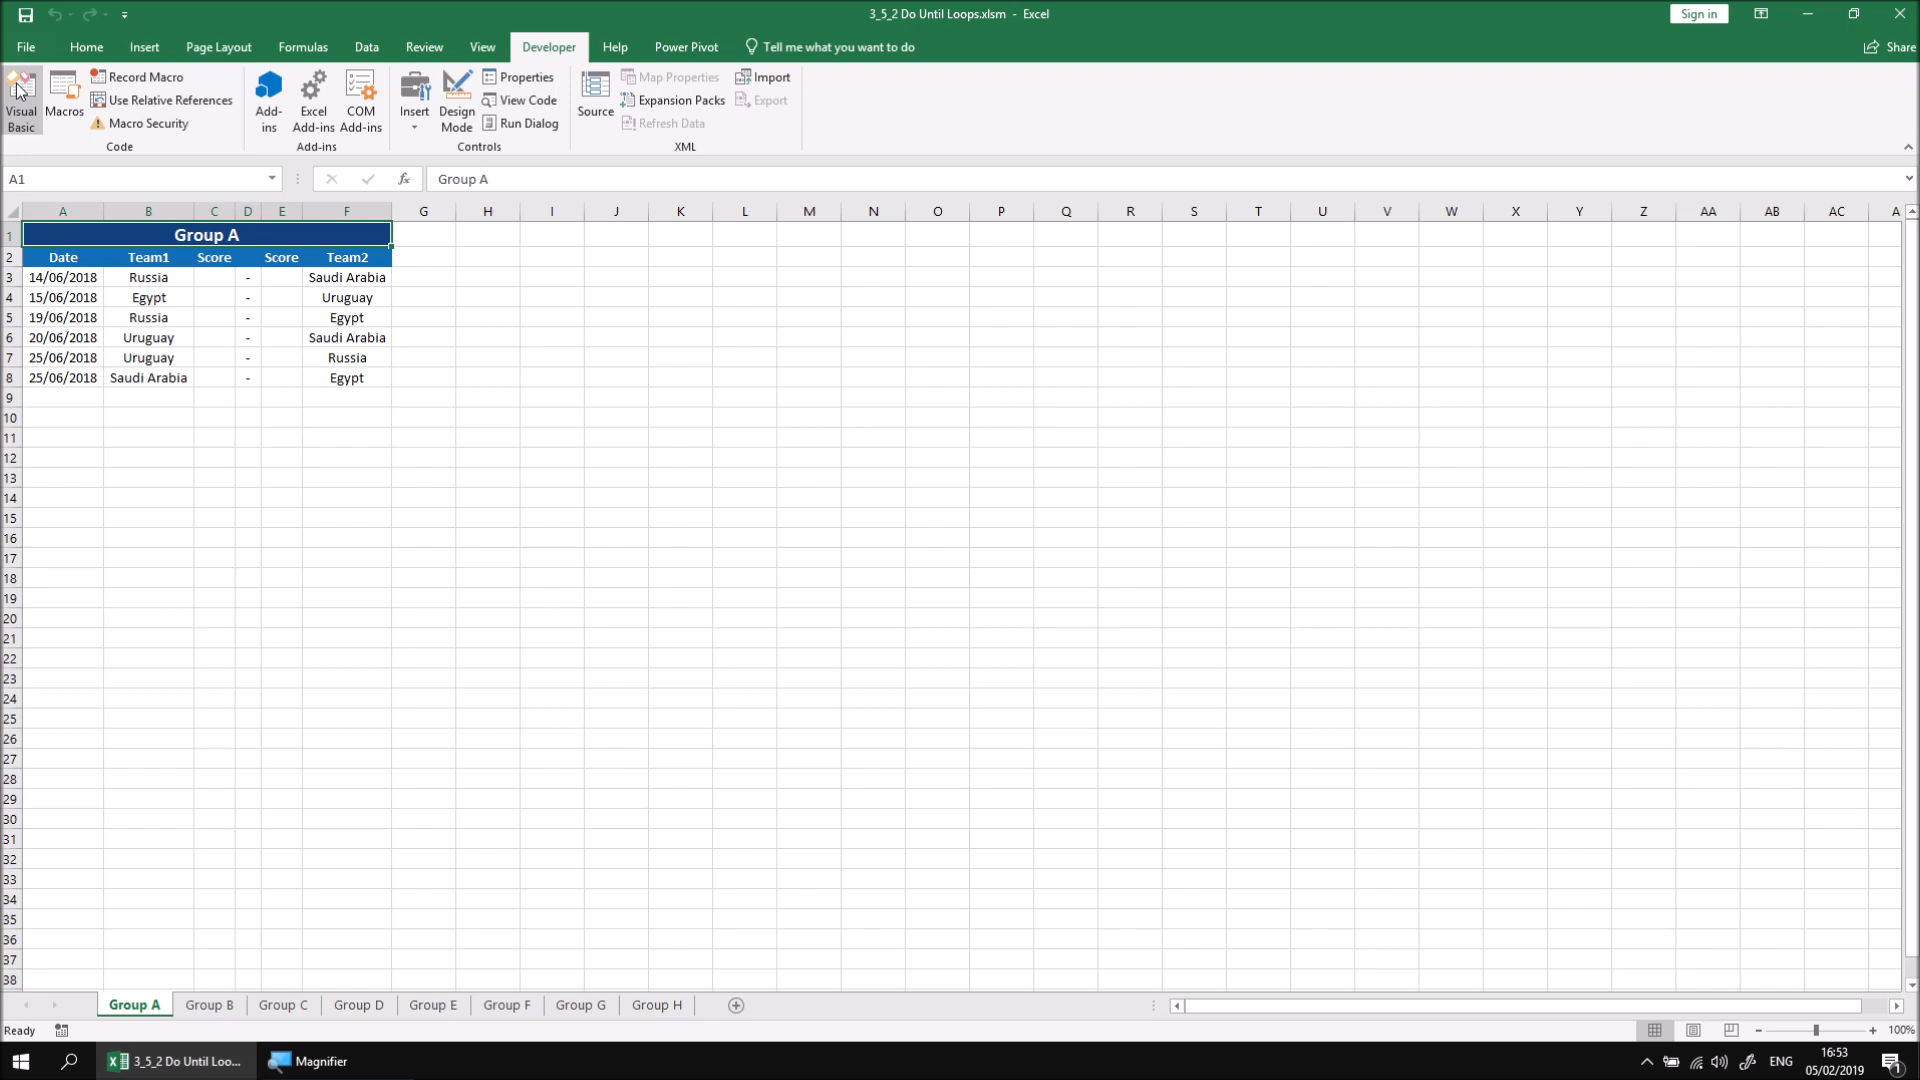 3_5_2 Do Until Loops.xlsm - Excel
Sign in
File Home Insert Page Layout Formulas Data Review View Developer Help Power Pivot Tell me what you want to do Share
Visual Basic
Macros
Record Macro
Use Relative References
Macro Security
Code
Add-ins
Excel Add-ins
COM Add-ins
Add-ins
Insert
Design Mode
Properties
View Code
Run Dialog
Controls
Source
Map Properties
Expansion Packs
Refresh Data
Import
Export
XML
A1 fx Group A
A B C D E F G H I J K L M N O P Q R S T U V W X Y Z AA AB AC A
1 Group A
2 Date Team1 Score Score Team2
3 14/06/2018 Russia - Saudi Arabia
4 15/06/2018 Egypt - Uruguay
5 19/06/2018 Russia - Egypt
6 20/06/2018 Uruguay - Saudi Arabia
7 25/06/2018 Uruguay - Russia
8 25/06/2018 Saudi Arabia - Egypt
9
10
11
12
13
14
15
16
17
18
19
20
21
22
23
24
25
26
27
28
29
30
31
32
33
34
35
36
37
38
Group A Group B Group C Group D Group E Group F Group G Group H
Ready 100%
3_5_2 Do Until Loo... Magnifier ENG 16:53
05/02/2019 1